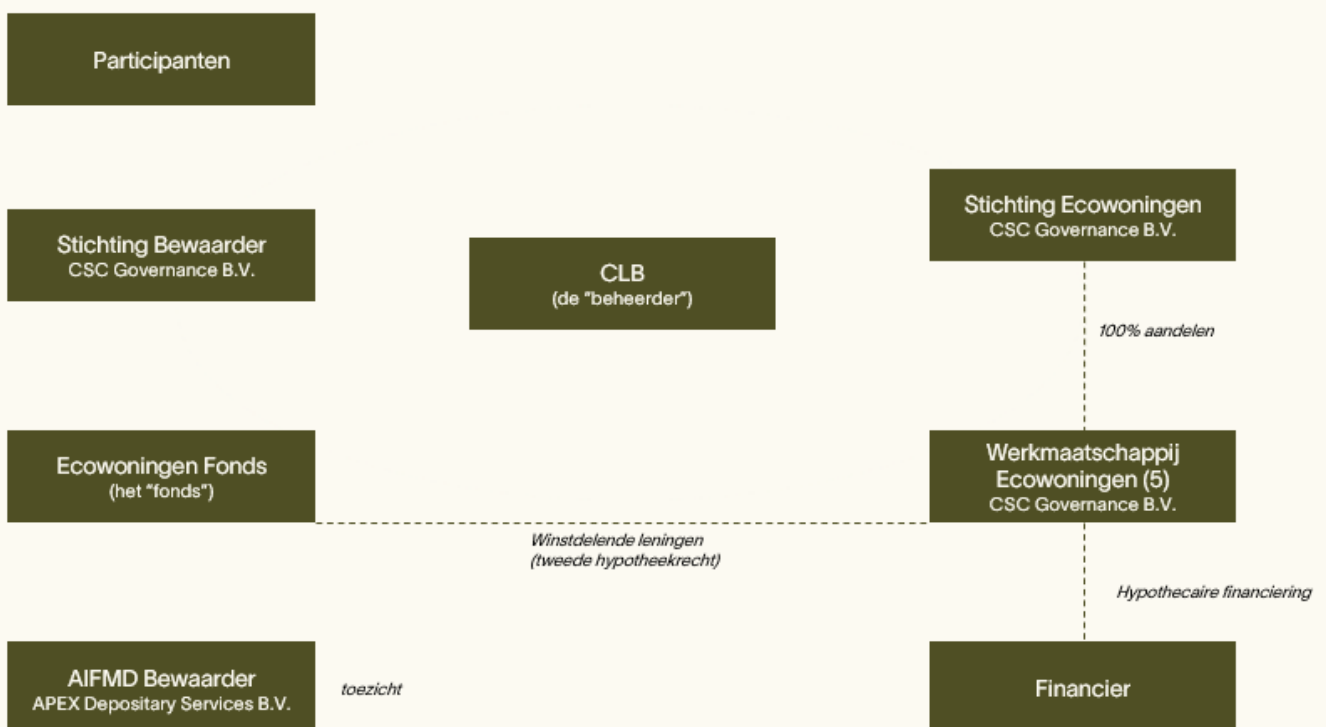 Participanten
Stichting Ecowoningen
CSC Governance B.V.
Stichting Bewaarder
CSC Governance B.V.
CLB
(de "beheerder")
100% aandelen
Ecowoningen Fonds
(het "fonds")
Werkmaatschappij
Ecowoningen (5)
CSC Governance B.V.
Winstdelende leningen
(tweede hypotheekrecht)
Hypothecaire financiering
AIFMD Bewaarder
APEX Depositary Services B.V.
toezicht
Financier